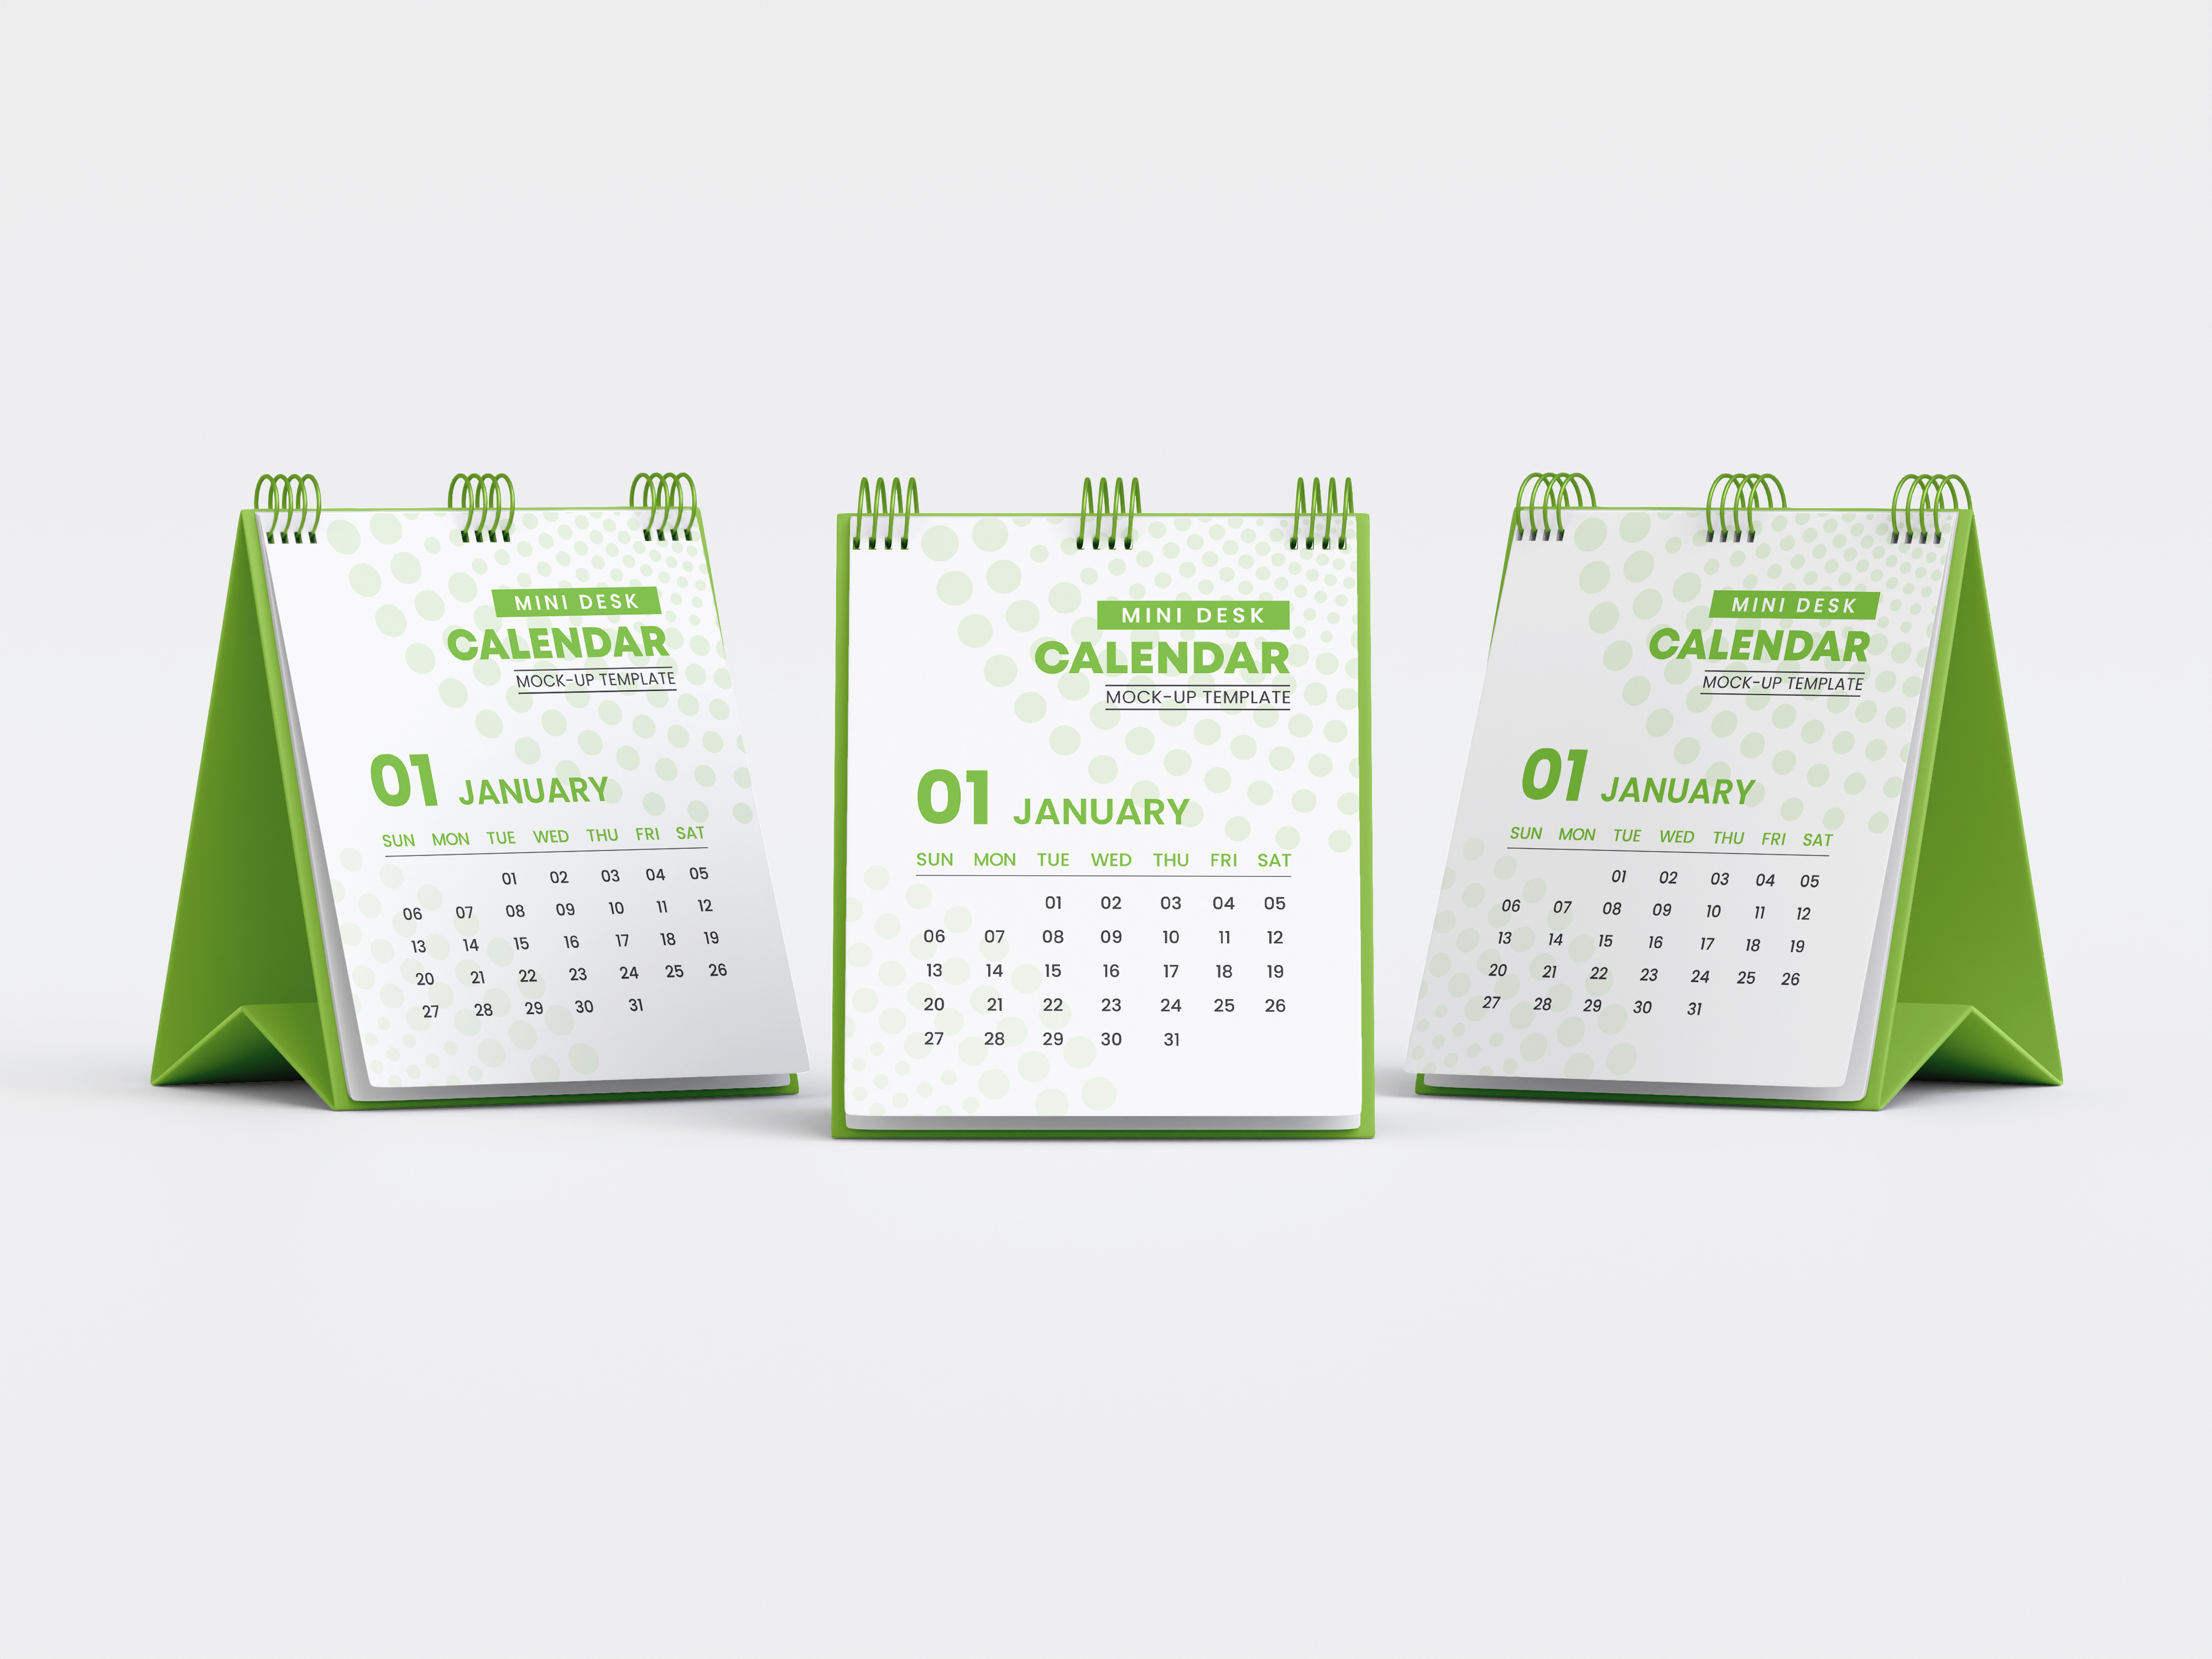 MINI DESK
CALENDAR
MOCK-UP TEMPLATE
01 JANUARY
SUN MON TUE WED THU FRI SAT
01 02 03 04 05
06 07 08 09 10 11 12
13 14 15 16 17 18 19
20 21 22 23 24 25 26
27 28 29 30 31
MINI DESK
CALENDAR
MOCK-UP TEMPLATE
01 JANUARY
SUN MON TUE WED THU FRI SAT
01 02 03 04 05
06 07 08 09 10 11 12
13 14 15 16 17 18 19
20 21 22 23 24 25 26
27 28 29 30 31
MINI DESK
CALENDAR
MOCK-UP TEMPLATE
01 JANUARY
SUN MON TUE WED THU FRI SAT
01 02 03 04 05
06 07 08 09 10 11 12
13 14 15 16 17 18 19
20 21 22 23 24 25 26
27 28 29 30 31